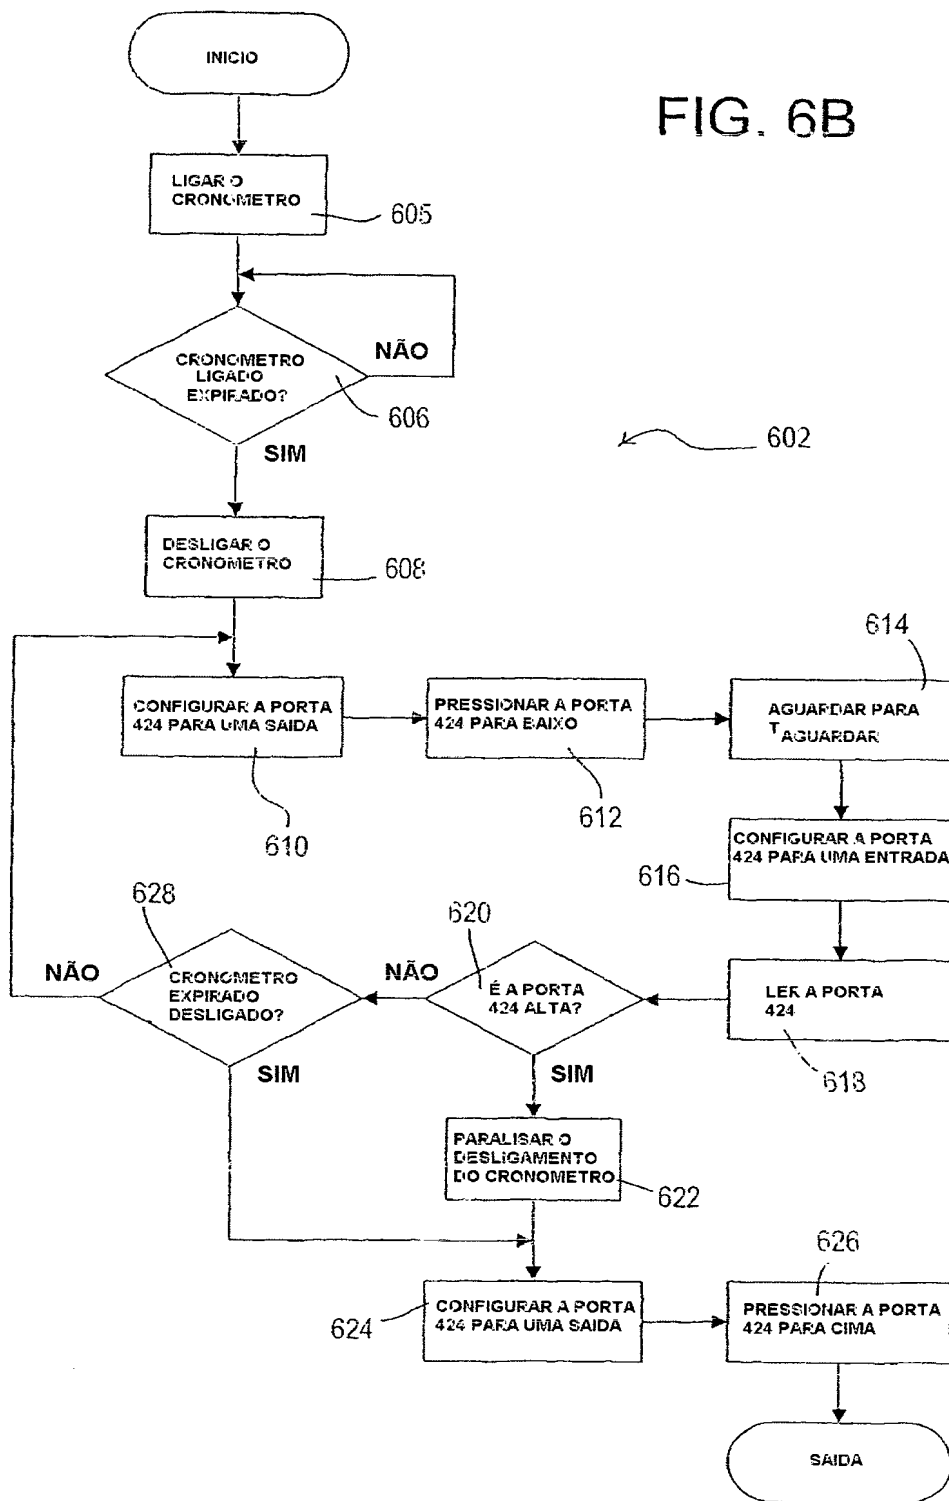 INICIO
FIG. 6B
LIGAR O
CRONOMETRO
605
CRONOMETRO
LIGADO
EXPIRADO?
NÃO
606
SIM
602
DESLIGAR O
CRONOMETRO
608
614
CONFIGURAR A PORTA
424 PARA UMA SAIDA
610
PRESSIONAR A PORTA
424 PARA BAIXO
612
AGUARDAR PARA
TAGUARDAR
CONFIGURAR A PORTA
424 PARA UMA ENTRADA
616
628
CRONOMETRO
EXPIRADO
DESLIGADO?
NÃO
SIM
620
É A PORTA
424 ALTA?
NÃO
SIM
LER A PORTA
424
618
PARALISAR O
DESLIGAMENTO
DO CRONOMETRO
622
CONFIGURAR A PORTA
424 PARA UMA SAIDA
624
626
PRESSIONAR A PORTA
424 PARA CIMA
SAIDA